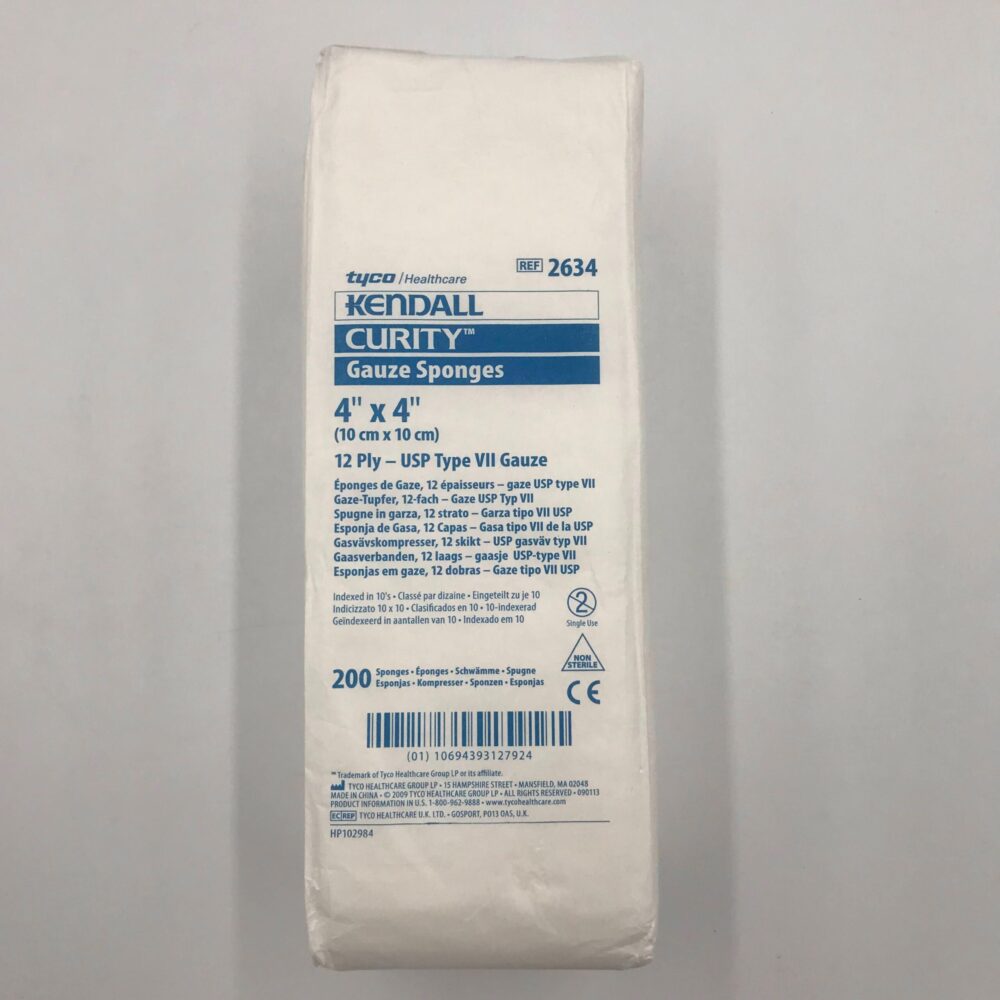 tyco / Healthcare
REF 2634
KENDALL
CURITY™
Gauze Sponges
4" x 4"
(10 cm x 10 cm)
12 Ply – USP Type VII Gauze
Éponges de Gaze, 12 épaisseurs – gaze USP type VII
Gaze-Tupfer, 12-fach – Gaze USP Typ VII
Spugne in garza, 12 strato – Garza tipo VII USP
Esponja de Gasa, 12 Capas – Gasa tipo VII de la USP
Gasvävskompresser, 12 skikt – USP gasväv typ VII
Gaasverbanden, 12 laags – gaasje USP-type VII
Esponjas em gaze, 12 dobras – Gaze tipo VII USP
Indexed in 10's • Classé par dizaine • Eingeteilt zu je 10
Indicizzato 10 x 10 • Clasificados en 10 • 10-indexerad
Geïndexeerd in aantallen van 10 • Indexado em 10
2
Single Use
NON
STERILE
200 Sponges • Éponges • Schwämme • Spugne
Esponjas • Kompresser • Sponzen • Esponjas
CE
(01) 10694393127924
™ Trademark of Tyco Healthcare Group LP or its affiliate.
TYCO HEALTHCARE GROUP LP • 15 HAMPSHIRE STREET • MANSFIELD, MA 02048
MADE IN CHINA • © 2009 TYCO HEALTHCARE GROUP LP • ALL RIGHTS RESERVED • 090113
PRODUCT INFORMATION IN U.S. 1-800-962-9888 • www.tycohealthcare.com
EC REP TYCO HEALTHCARE U.K. LTD. • GOSPORT, PO13 0AS, U.K.
HP102984